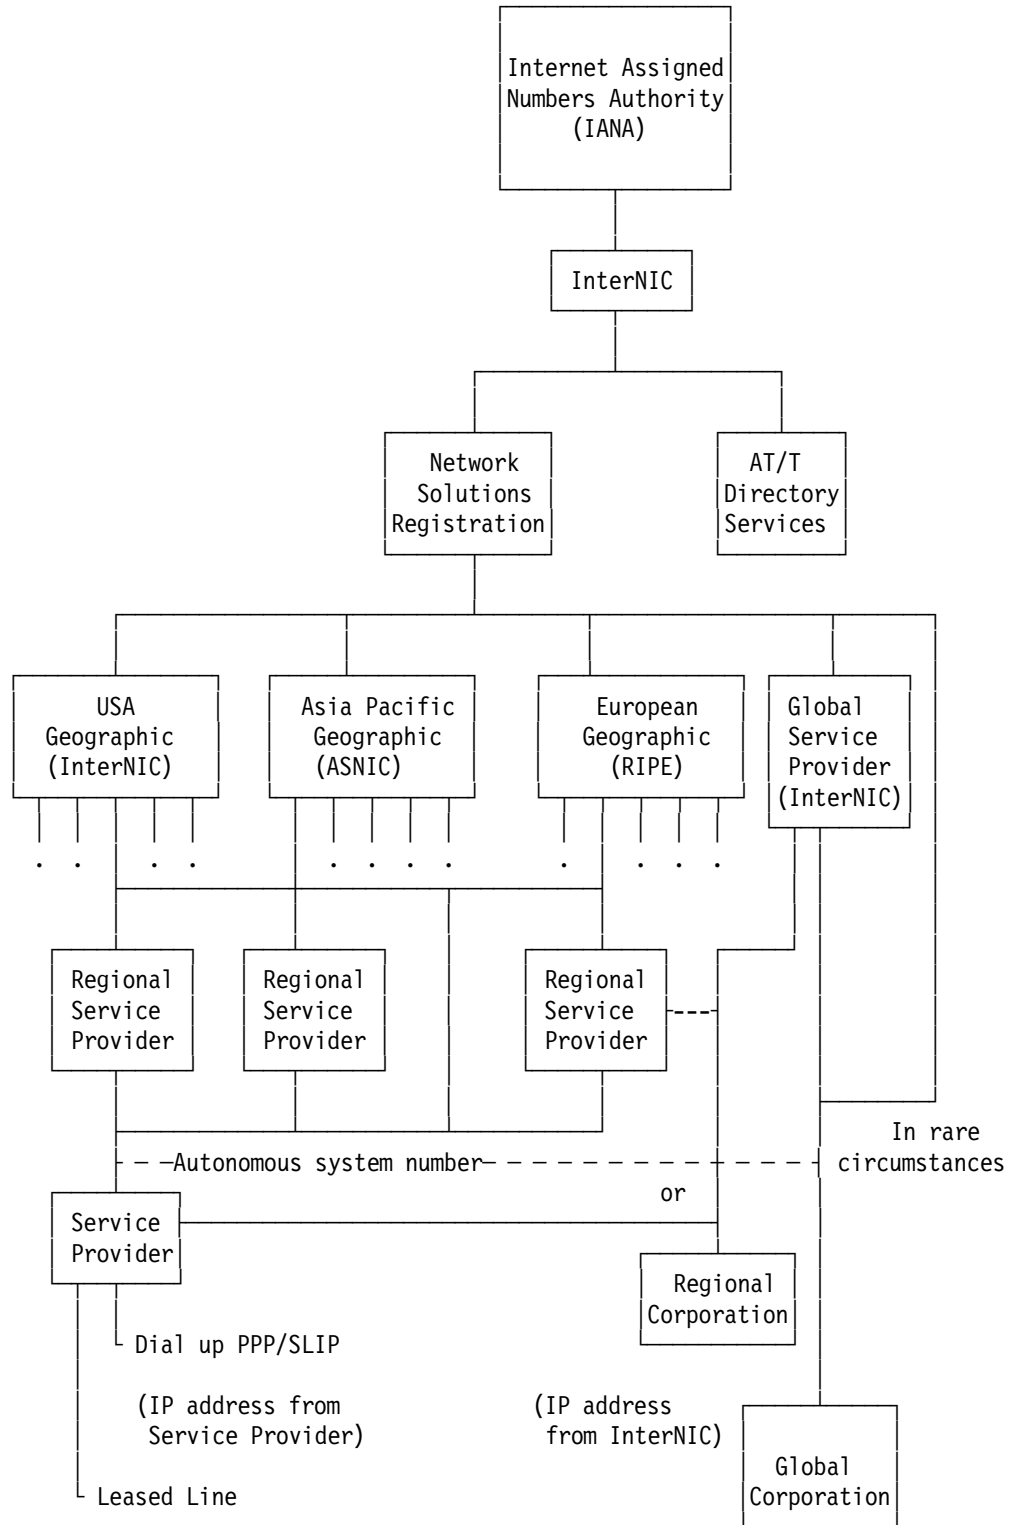 Internet Assigned
Numbers Authority
(IANA)
InterNIC
Network
Solutions
Registration
AT/T
Directory
Services
USA
Geographic
(InterNIC)
Asia Pacific
Geographic
(ASNIC)
European
Geographic
(RIPE)
Global
Service
Provider
(InterNIC)
Regional
Service
Provider
Regional
Service
Provider
Regional
Service
Provider
In rare
circumstances
Autonomous system number
or
Service
Provider
Regional
Corporation
Dial up PPP/SLIP
(IP address from
Service Provider)
(IP address
from InterNIC)
Global
Corporation
Leased Line